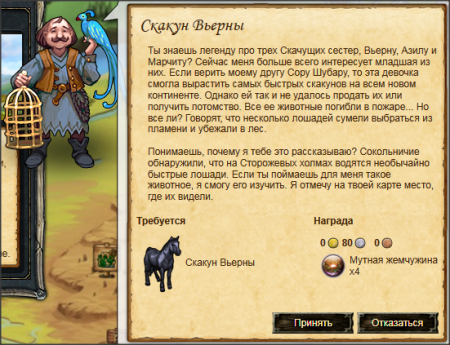 Скакун Вьерны
Ты знаешь легенду про трех Скачущих сестер, Вьерну, Азилу и
Марчиту? Сейчас меня больше всего интересует младшая из
них. Если верить моему другу Сору Шубару, то эта девочка
смогла вырастить самых быстрых скакунов на всем новом
континенте. Однако ей так и не удалось продать их или
получить потомство. Все ее животные погибли в пожаре... Но
все ли? Говорят, что несколько лошадей сумели выбраться из
пламени и убежали в лес.
Понимаешь, почему я тебе это рассказываю? Сокольничие
обнаружили, что на Сторожевых холмах водятся необычайно
быстрые лошади. Если ты поймаешь для меня такое
животное, я смогу его изучить. Я отмечу на твоей карте место,
где их видели.
Требуется
Награда
0 80 0
Скакун Вьерны
Мутная жемчужина
x4
е.
Принять
Отказаться